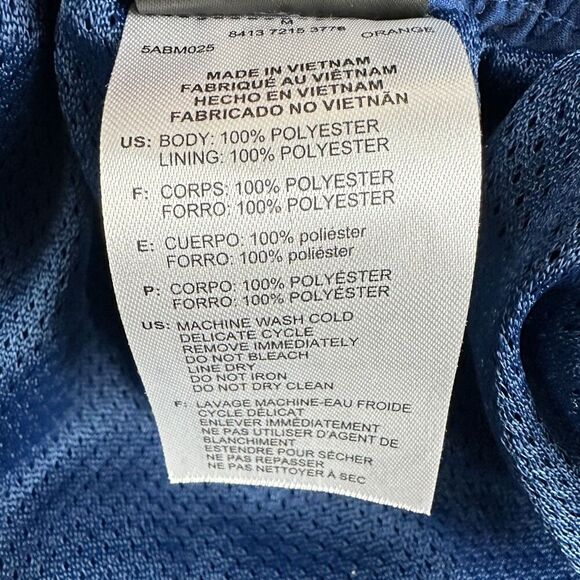 M
5ABM025
8413 7215 3776
ORANGE
MADE IN VIETNAM
FABRIQUÉ AU VIÊTNAM
HECHO EN VIETNAM
FABRICADO NO VIETNÃN
US: BODY: 100% POLYESTER
LINING: 100% POLYESTER
F: CORPS: 100% POLYESTER
FORRO: 100% POLYESTER
E: CUERPO: 100% poliéster
FORRO: 100% poliéster
P: CORPO: 100% POLYÉSTER
FORRO: 100% POLYÉSTER
US: MACHINE WASH COLD
DELICATE CYCLE
REMOVE IMMEDIATELY
DO NOT BLEACH
LINE DRY
DO NOT IRON
DO NOT DRY CLEAN
F: LAVAGE MACHINE-EAU FROIDE
CYCLE DÉLICAT
ENLEVER IMMÉDIATEMENT
NE PAS UTILISER D'AGENT DE
BLANCHIMENT
ESTENDRE POUR SÉCHER
NE PAS REPASSER
NE PAS NETTOYER À SEC